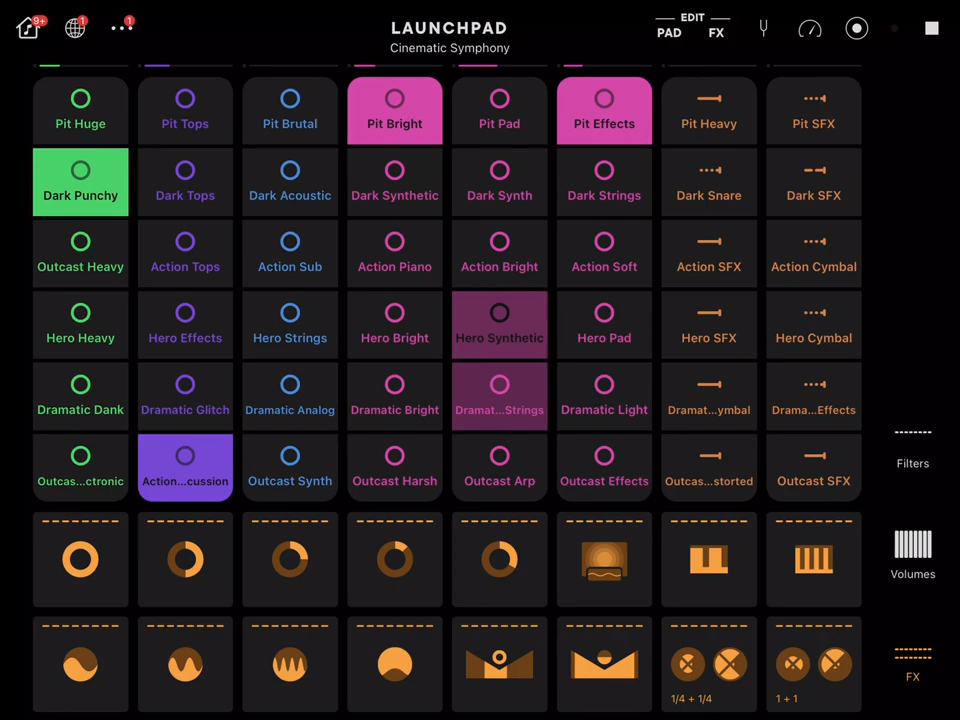 9+
1
1
LAUNCHPAD
Cinematic Symphony
EDIT
PAD FX
Pit Huge Pit Tops Pit Brutal Pit Bright Pit Pad Pit Effects Pit Heavy Pit SFX
Dark Punchy Dark Tops Dark Acoustic Dark Synthetic Dark Synth Dark Strings Dark Snare Dark SFX
Outcast Heavy Action Tops Action Sub Action Piano Action Bright Action Soft Action SFX Action Cymbal
Hero Heavy Hero Effects Hero Strings Hero Bright Hero Synthetic Hero Pad Hero SFX Hero Cymbal
Dramatic Dank Dramatic Glitch Dramatic Analog Dramatic Bright Dramat...Strings Dramatic Light Dramat...ymbal Drama...Effects
Outcas...ctronic Action...cussion Outcast Synth Outcast Harsh Outcast Arp Outcast Effects Outcas...storted Outcast SFX
Filters
Volumes
FX
1/4 + 1/4
1 + 1